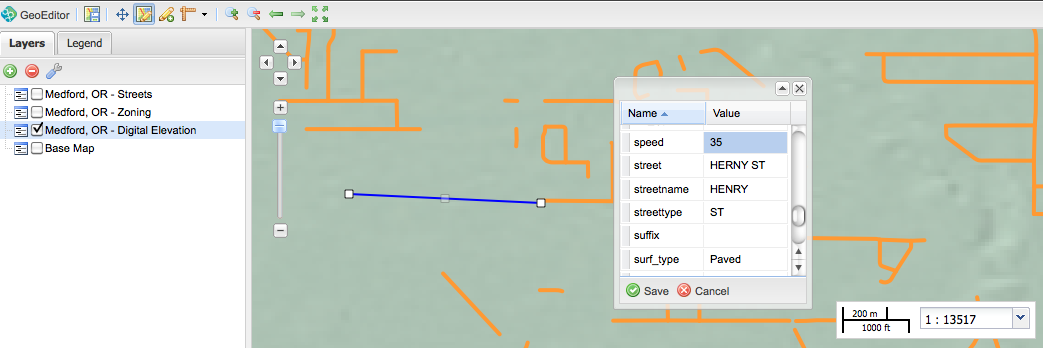 GeoEditor
Layers
Legend
Medford, OR - Streets
Medford, OR - Zoning
Medford, OR - Digital Elevation
Base Map
Name
Value
speed
35
street
HERNY ST
streetname
HENRY
streettype
ST
suffix
surf_type
Paved
Save
Cancel
200 m
1000 ft
1 : 13517